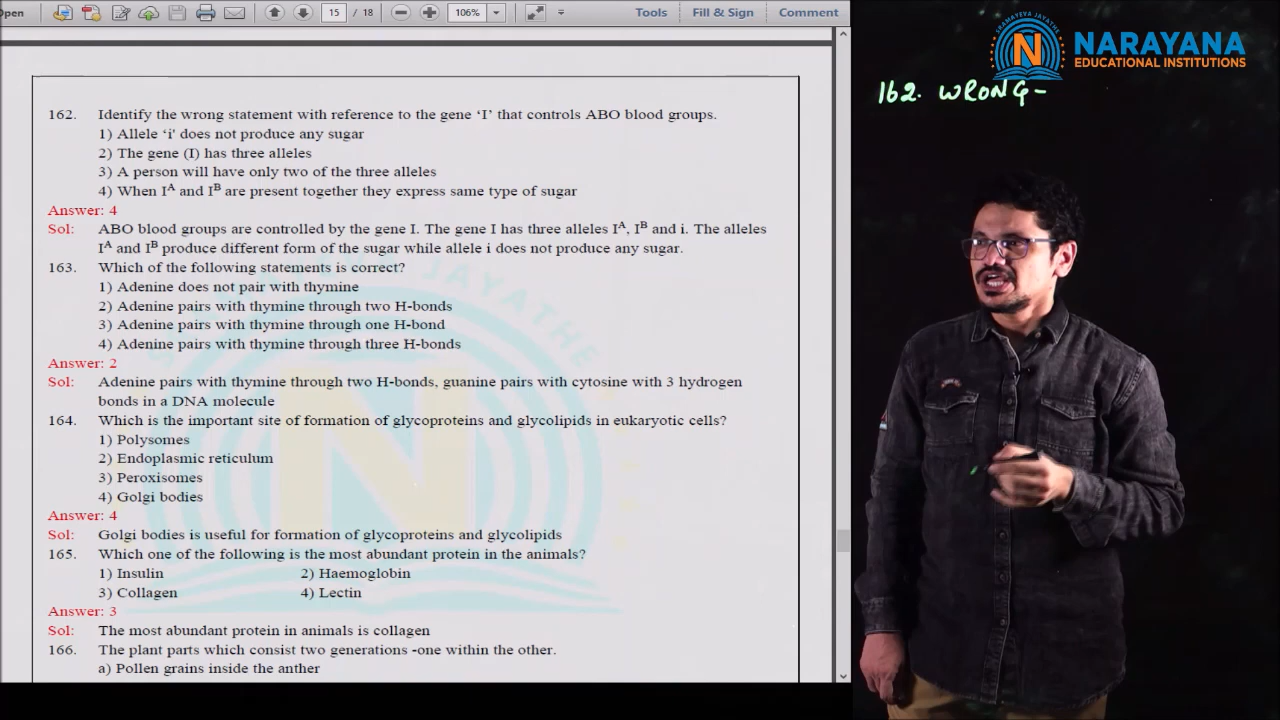 Open
15 / 18
106%
Tools
Fill & Sign
Comment
SPAMAYEVA JAYATHE
N
NARAYANA
EDUCATIONAL INSTITUTIONS
162. WRONG -
162. Identify the wrong statement with reference to the gene ‘I’ that controls ABO blood groups.
1) Allele ‘i' does not produce any sugar
2) The gene (I) has three alleles
3) A person will have only two of the three alleles
4) When Iᴬ and Iᴮ are present together they express same type of sugar
Answer: 4
Sol: ABO blood groups are controlled by the gene I. The gene I has three alleles Iᴬ, Iᴮ and i. The alleles
Iᴬ and Iᴮ produce different form of the sugar while allele i does not produce any sugar.
163. Which of the following statements is correct?
1) Adenine does not pair with thymine
2) Adenine pairs with thymine through two H-bonds
3) Adenine pairs with thymine through one H-bond
4) Adenine pairs with thymine through three H-bonds
Answer: 2
Sol: Adenine pairs with thymine through two H-bonds, guanine pairs with cytosine with 3 hydrogen
bonds in a DNA molecule
164. Which is the important site of formation of glycoproteins and glycolipids in eukaryotic cells?
1) Polysomes
2) Endoplasmic reticulum
3) Peroxisomes
4) Golgi bodies
Answer: 4
Sol: Golgi bodies is useful for formation of glycoproteins and glycolipids
165. Which one of the following is the most abundant protein in the animals?
1) Insulin 2) Haemoglobin
3) Collagen 4) Lectin
Answer: 3
Sol: The most abundant protein in animals is collagen
166. The plant parts which consist two generations -one within the other.
a) Pollen grains inside the anther